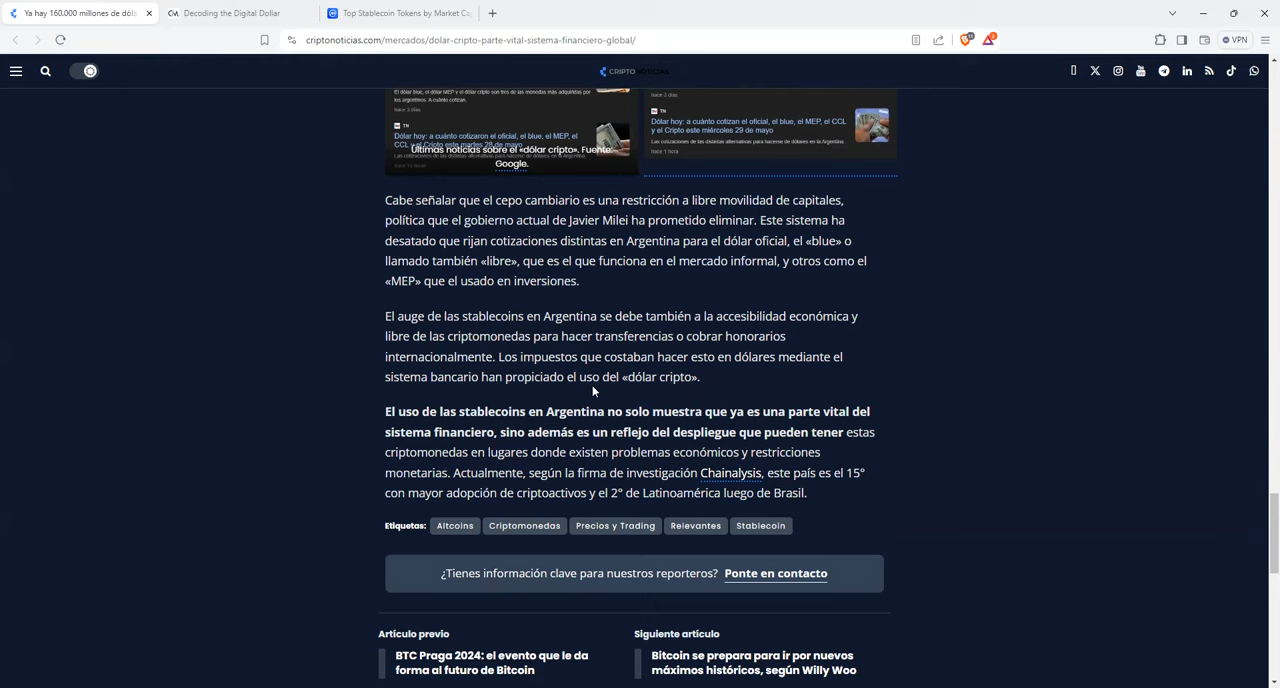 Ya hay 160.000 millones de dóla
Decoding the Digital Dollar
Top Stablecoin Tokens by Market Ca
criptonoticias.com/mercados/dolar-cripto-parte-vital-sistema-financiero-global/
VPN
CRIPTONOTICIAS
El dólar blue, el dólar MEP y el dólar cripto son tres de las monedas más adquiridas por
los argentinos. A cuánto cotizan.
hace 3 días
TN
Dólar hoy: a cuánto cotizaron el oficial, el blue, el MEP, el
CCL y el Cripto este martes 28 de mayo
Las cotizaciones de las distintas alternativas para hacerse de dólares en la Argentina
Últimas noticias sobre el «dólar cripto». Fuente:
Google.
hace 3 días
TN
Dólar hoy: a cuánto cotizan el oficial, el blue, el MEP, el CCL
y el Cripto este miércoles 29 de mayo
Las cotizaciones de las distintas alternativas para hacerse de dólares en la Argentina
hace 1 hora
Cabe señalar que el cepo cambiario es una restricción a libre movilidad de capitales,
política que el gobierno actual de Javier Milei ha prometido eliminar. Este sistema ha
desatado que rijan cotizaciones distintas en Argentina para el dólar oficial, el «blue» o
llamado también «libre», que es el que funciona en el mercado informal, y otros como el
«MEP» que el usado en inversiones.
El auge de las stablecoins en Argentina se debe también a la accesibilidad económica y
libre de las criptomonedas para hacer transferencias o cobrar honorarios
internacionalmente. Los impuestos que costaban hacer esto en dólares mediante el
sistema bancario han propiciado el uso del «dólar cripto».
El uso de las stablecoins en Argentina no solo muestra que ya es una parte vital del
sistema financiero, sino además es un reflejo del despliegue que pueden tener estas
criptomonedas en lugares donde existen problemas económicos y restricciones
monetarias. Actualmente, según la firma de investigación Chainalysis, este país es el 15°
con mayor adopción de criptoactivos y el 2° de Latinoamérica luego de Brasil.
Etiquetas: Altcoins Criptomonedas Precios y Trading Relevantes Stablecoin
¿Tienes información clave para nuestros reporteros? Ponte en contacto
Artículo previo
BTC Praga 2024: el evento que le da
forma al futuro de Bitcoin
Siguiente artículo
Bitcoin se prepara para ir por nuevos
máximos históricos, según Willy Woo